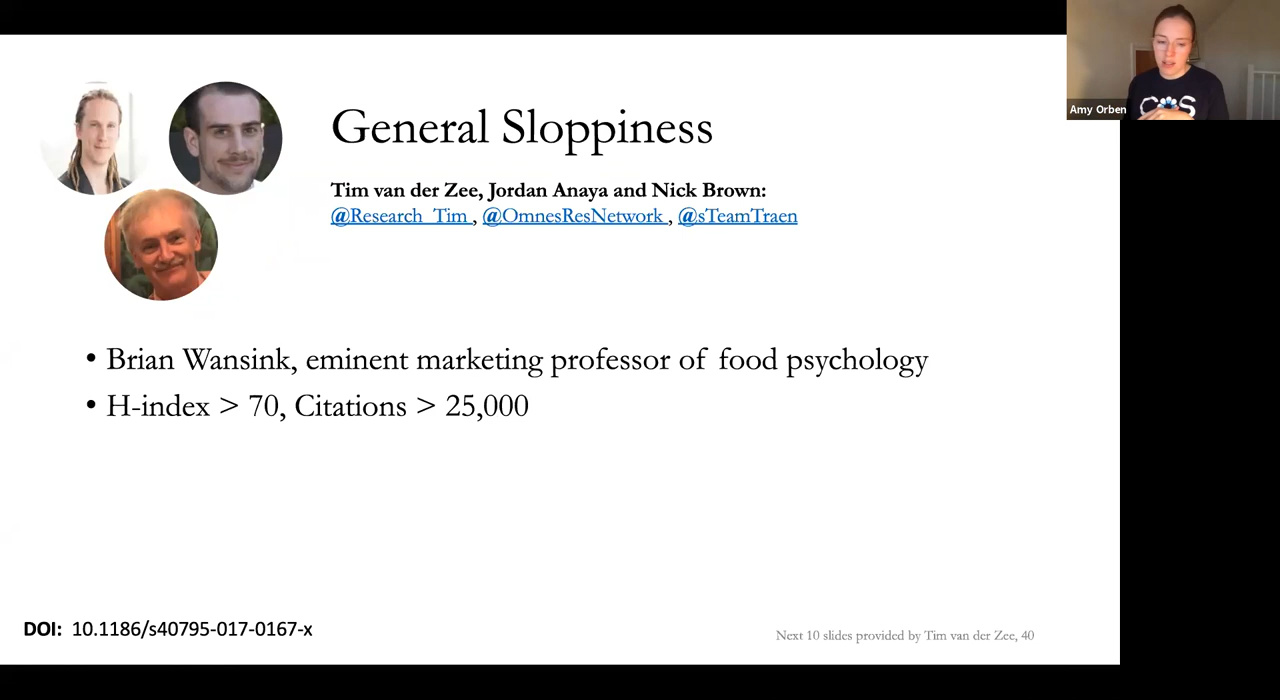 General Sloppiness
Tim van der Zee, Jordan Anaya and Nick Brown:
@Research_Tim , @OmnesResNetwork , @sTeamTraen
• Brian Wansink, eminent marketing professor of food psychology
• H-index > 70, Citations > 25,000
DOI: 10.1186/s40795-017-0167-x
Next 10 slides provided by Tim van der Zee, 40
Amy Orben
COS